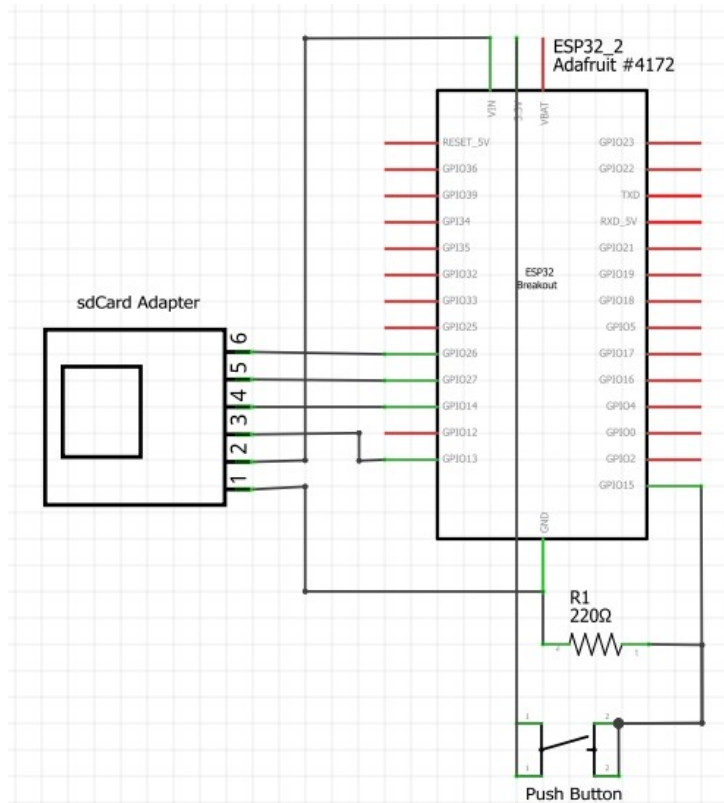 ESP32_2
Adafruit #4172
VIN
3.3V
VBAT
RESET_5V
GPIO36
GPIO39
GPI34
GPI35
GPIO32
GPIO33
GPIO25
GPIO26
GPIO27
GPIO14
GPIO12
GPIO13
GPIO23
GPIO22
TXD
RXD_5V
GPIO21
GPIO19
GPIO18
GPIO5
GPIO17
GPIO16
GPIO4
GPIO0
GPIO2
GPIO15
ESP32
Breakout
GND
sdCard Adapter
6
5
4
3
2
1
R1
220Ω
2
1
1
2
1
2
Push Button